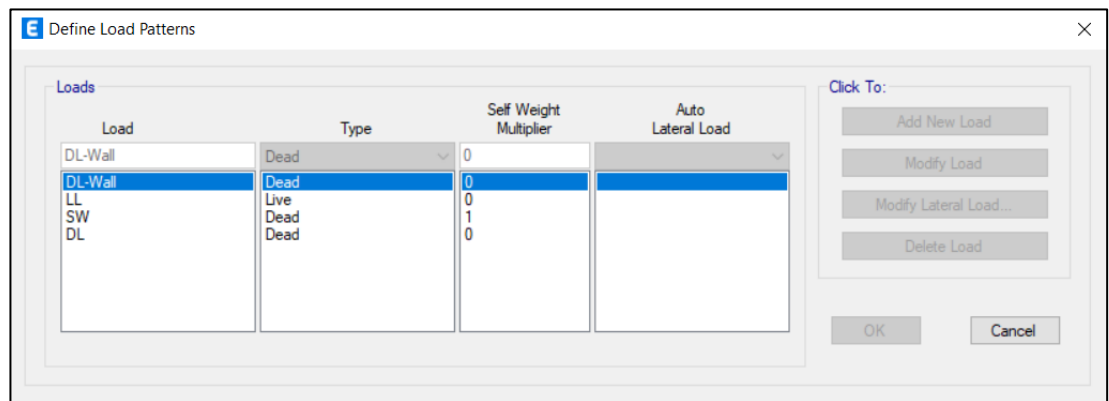 E Define Load Patterns
Loads
Load Type Self Weight Multiplier Auto Lateral Load
DL-Wall Dead 0
DL-Wall Dead 0
LL Live 0
SW Dead 1
DL Dead 0
Click To:
Add New Load
Modify Load
Modify Lateral Load...
Delete Load
OK Cancel